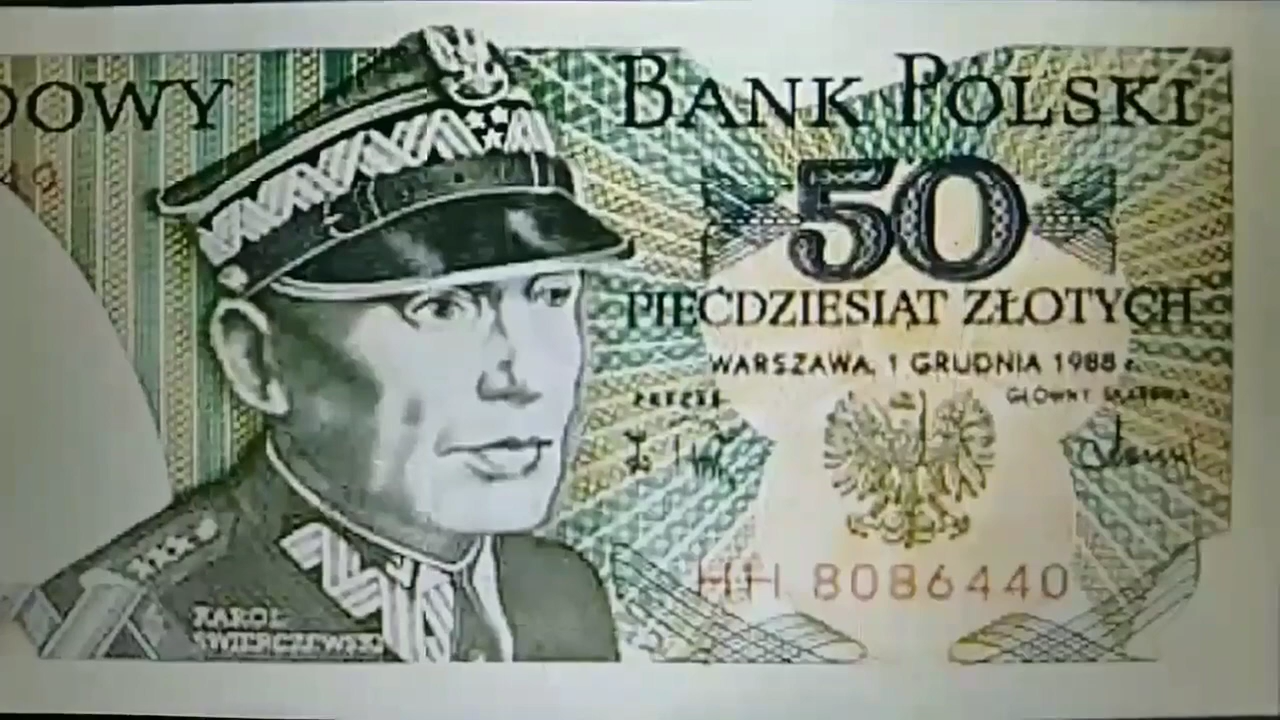 DOWY BANK POLSKI
50
PIĘĆDZIESIĄT ZŁOTYCH
WARSZAWA, 1 GRUDNIA 1988 r.
PREZES GŁÓWNY SKARBNIK
HH 8086440
KAROL
ŚWIERCZEWSKI